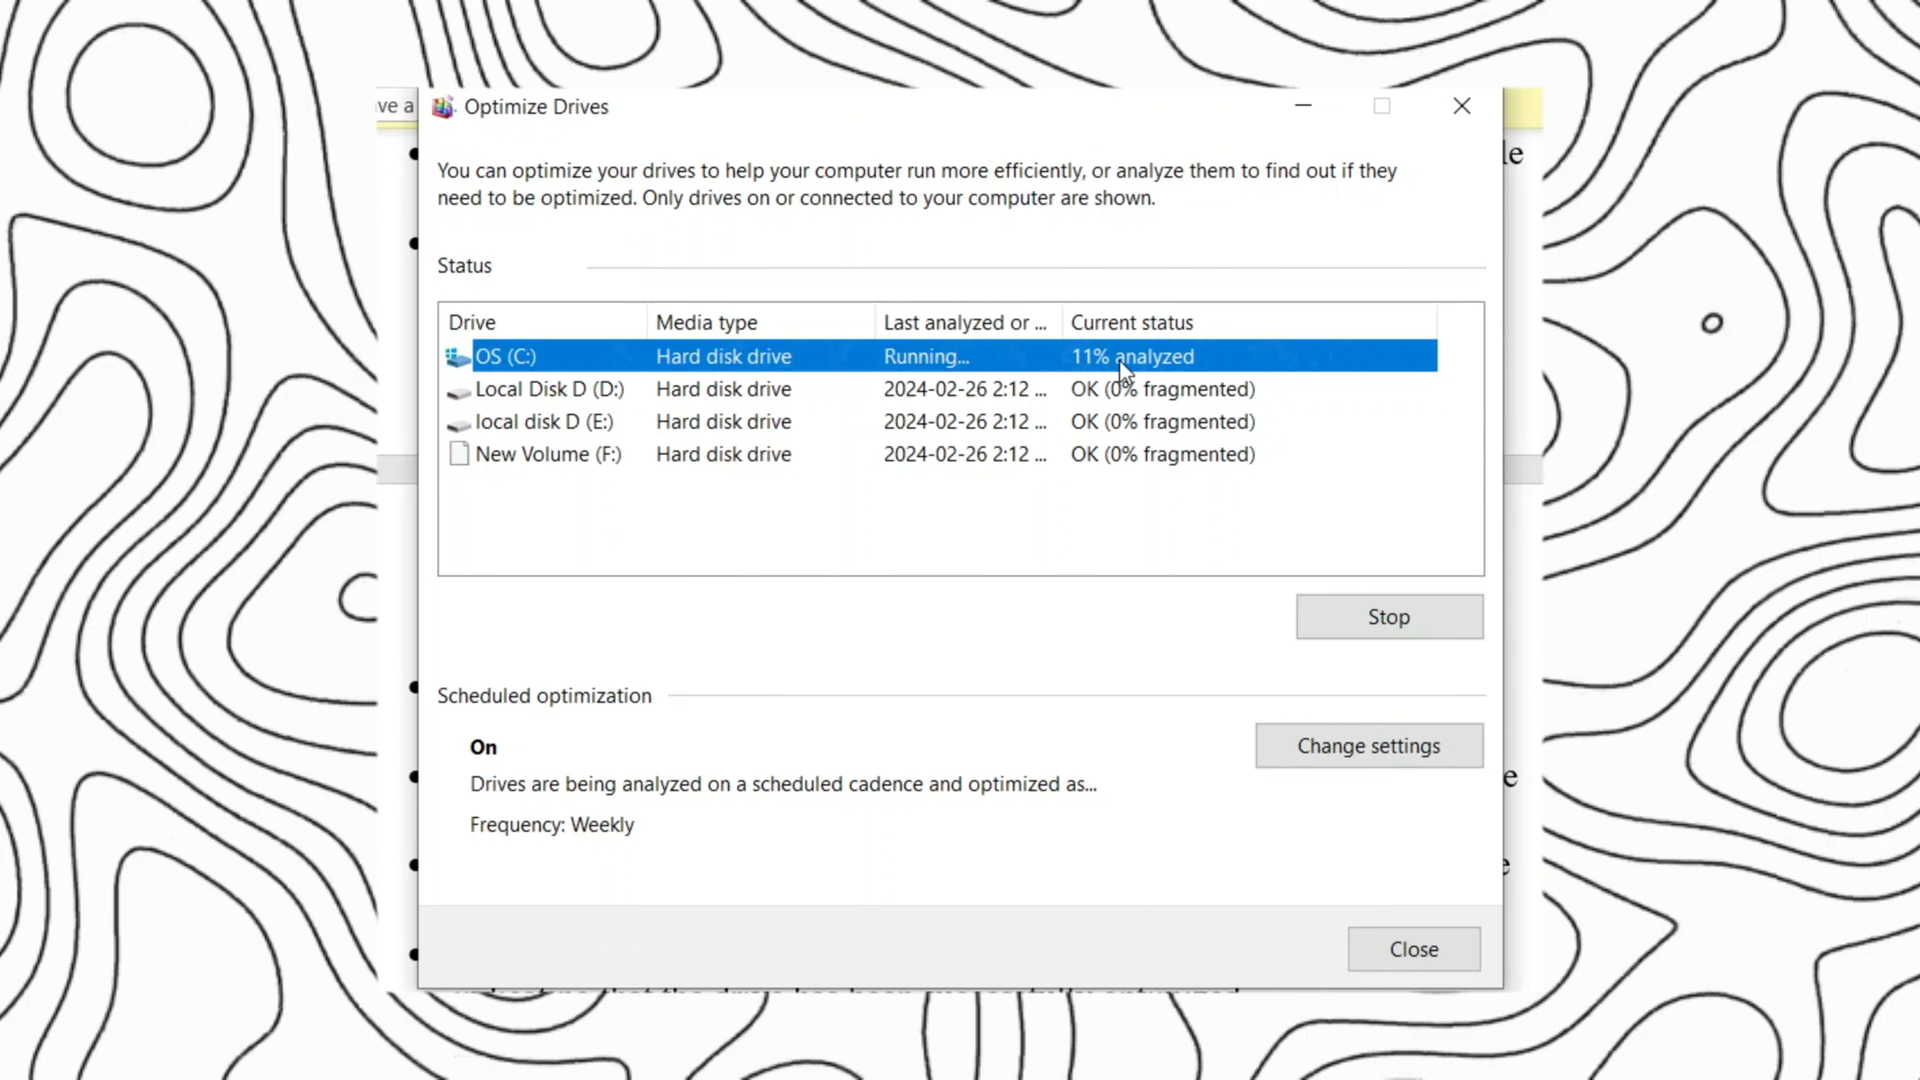 ve a
Optimize Drives
le
You can optimize your drives to help your computer run more efficiently, or analyze them to find out if they
need to be optimized. Only drives on or connected to your computer are shown.
Status
Drive Media type Last analyzed or ... Current status
OS (C:) Hard disk drive Running... 11% analyzed
Local Disk D (D:) Hard disk drive 2024-02-26 2:12 ... OK (0% fragmented)
local disk D (E:) Hard disk drive 2024-02-26 2:12 ... OK (0% fragmented)
New Volume (F:) Hard disk drive 2024-02-26 2:12 ... OK (0% fragmented)
Stop
Scheduled optimization
On
Change settings
e
Drives are being analyzed on a scheduled cadence and optimized as...
Frequency: Weekly
e
Close